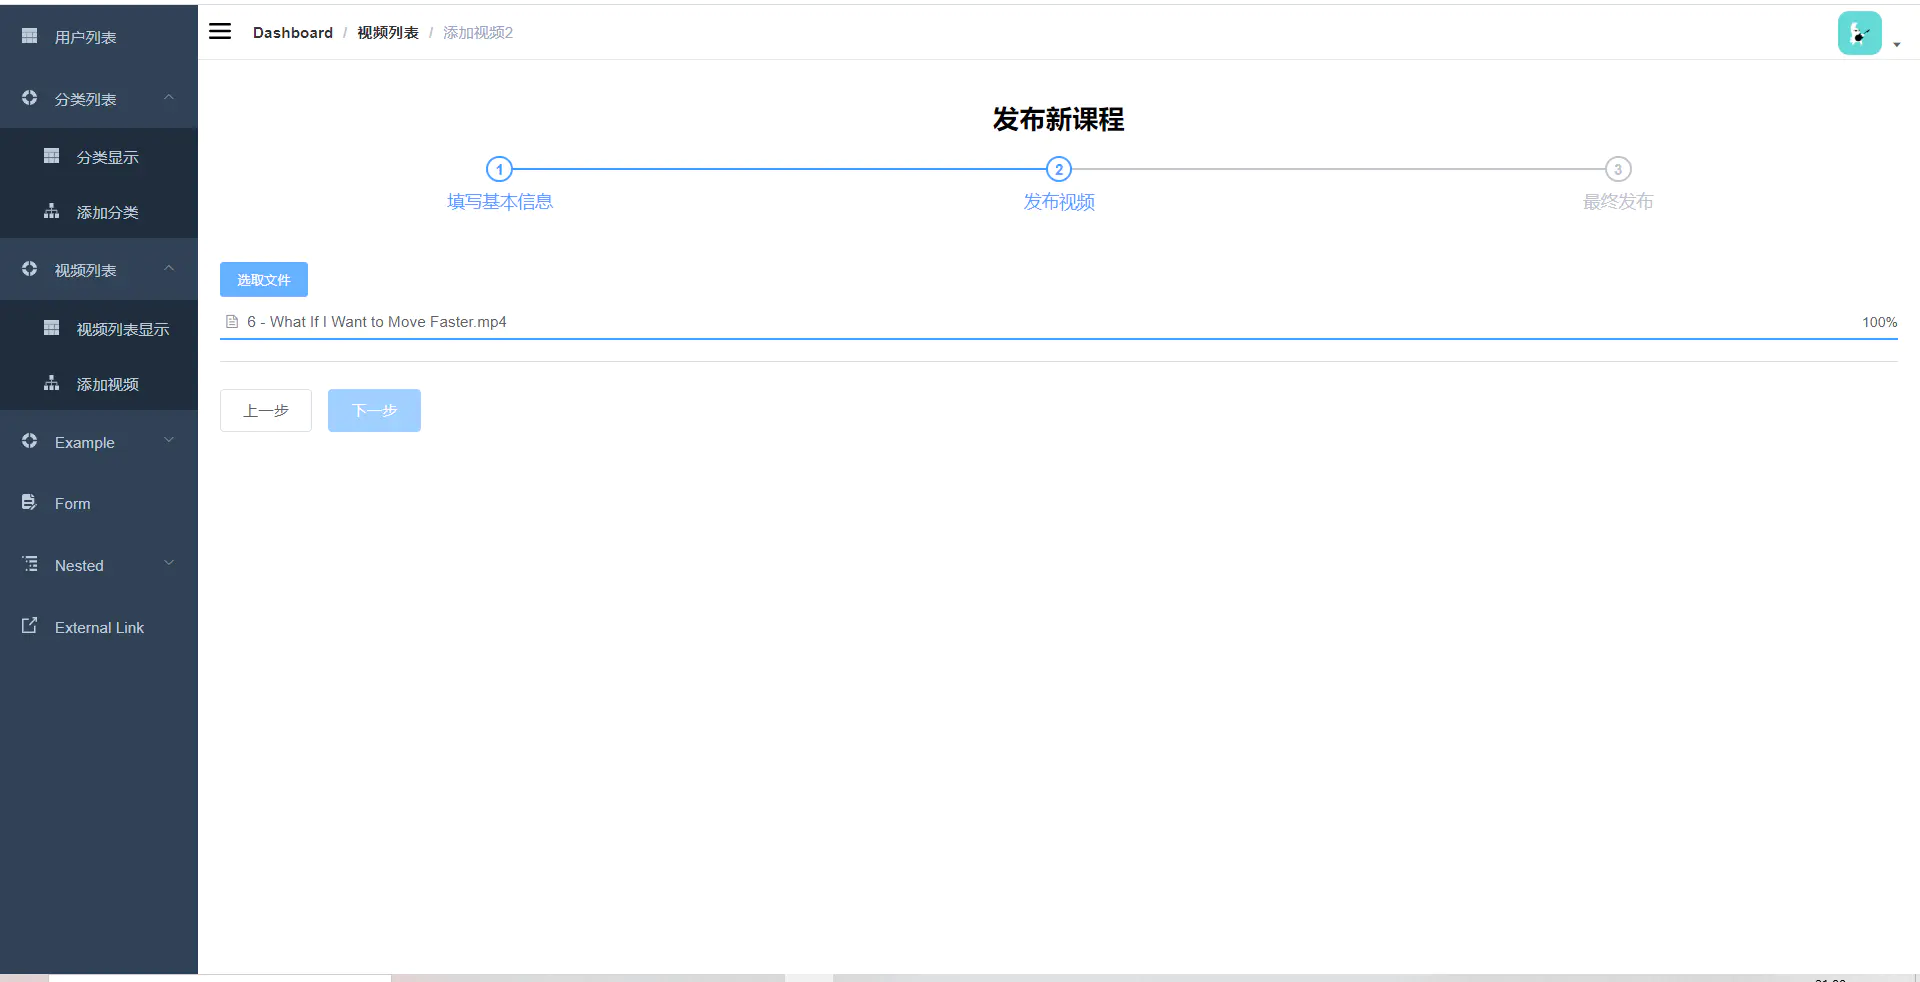 用户列表
分类列表
分类显示
添加分类
视频列表
视频列表显示
添加视频
Example
Form
Nested
External Link
Dashboard / 视频列表 / 添加视频2
发布新课程
1 2 3
填写基本信息 发布视频 最终发布
选取文件
6 - What If I Want to Move Faster.mp4 100%
上一步 下一步